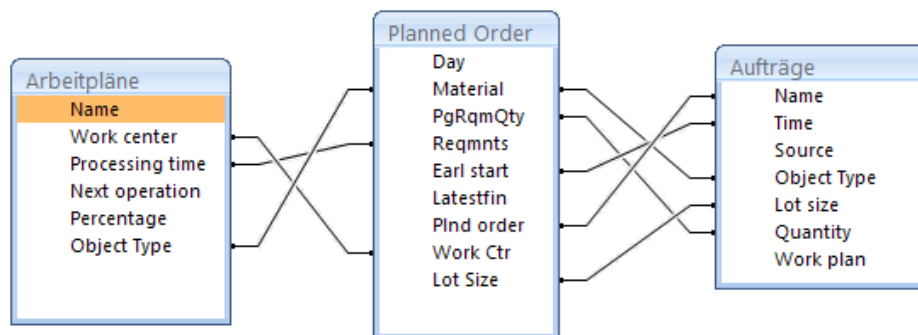 Arbeitpläne
Name
Work center
Processing time
Next operation
Percentage
Object Type
Planned Order
Day
Material
PgRqmQty
Reqmnts
Earl start
Latestfin
Plnd order
Work Ctr
Lot Size
Aufträge
Name
Time
Source
Object Type
Lot size
Quantity
Work plan